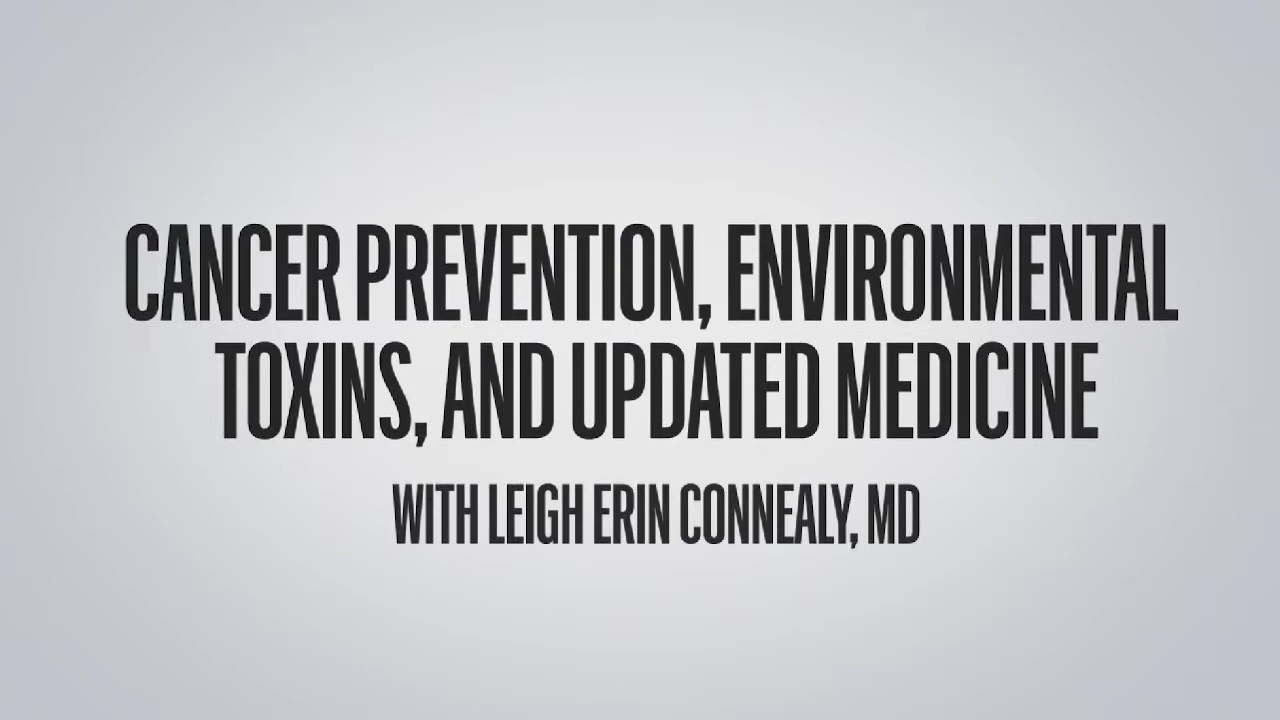 CANCER PREVENTION, ENVIRONMENTAL
TOXINS, AND UPDATED MEDICINE
WITH LEIGH ERIN CONNEALY, MD